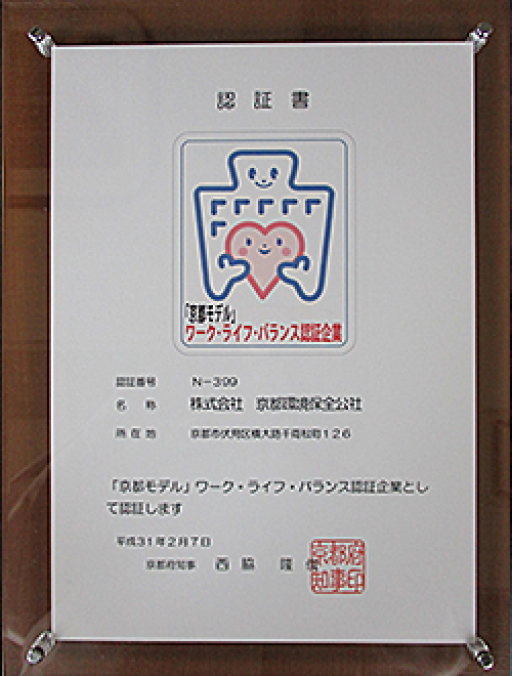 認証書
「京都モデル」
ワーク・ライフ・バランス認証企業
認証番号　N－399
名　称　株式会社　京都環境保全公社
所在地　京都市伏見区横大路千両松町126
「京都モデル」ワーク・ライフ・バランス認証企業とし
て認証します
平成31年2月7日
京都府知事　西脇　隆俊
京都府
知事印